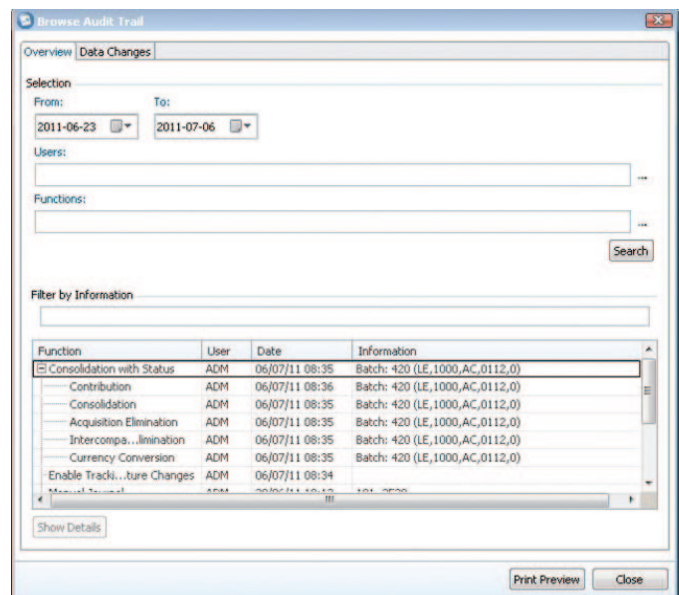 Browse Audit Trail
Overview Data Changes
Selection
From: To:
2011-06-23 2011-07-06
Users:
...
Functions:
...
Search
Filter by Information
Function User Date Information
Consolidation with Status ADM 06/07/11 08:35 Batch: 420 (LE,1000,AC,0112,0)
Contribution ADM 06/07/11 08:36 Batch: 420 (LE,1000,AC,0112,0)
Consolidation ADM 06/07/11 08:35 Batch: 420 (LE,1000,AC,0112,0)
Acquisition Elimination ADM 06/07/11 08:35 Batch: 420 (LE,1000,AC,0112,0)
Intercompa...limination ADM 06/07/11 08:35 Batch: 420 (LE,1000,AC,0112,0)
Currency Conversion ADM 06/07/11 08:35 Batch: 420 (LE,1000,AC,0112,0)
Enable Tracki...ture Changes ADM 06/07/11 08:34
Manual Journal ADM
Show Details
Print Preview Close